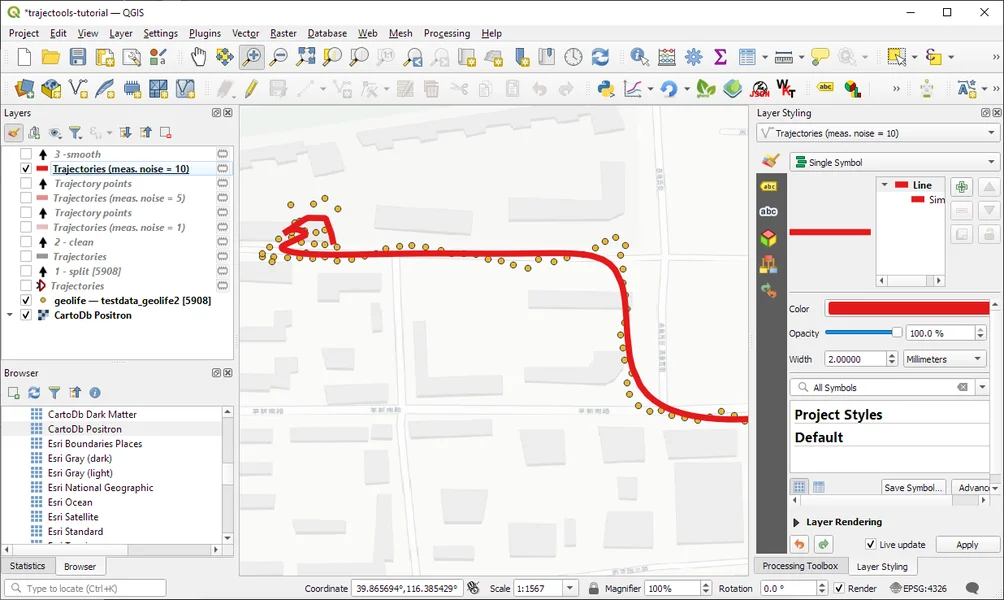 *trajectools-tutorial — QGIS
Project Edit View Layer Settings Plugins Vector Raster Database Web Mesh Processing Help
Layers
3 -smooth
Trajectories (meas. noise = 10)
Trajectory points
Trajectories (meas. noise = 5)
Trajectory points
Trajectories (meas. noise = 1)
2 - clean
Trajectories
1 - split [5908]
Trajectories
geolife — testdata_geolife2 [5908]
CartoDb Positron
Browser
CartoDb Dark Matter
CartoDb Positron
Esri Boundaries Places
Esri Gray (dark)
Esri Gray (light)
Esri National Geographic
Esri Ocean
Esri Satellite
Esri Standard
Statistics Browser
Layer Styling
Trajectories (meas. noise = 10)
Single Symbol
Line
Sim
Color
Opacity 100.0 %
Width 2.00000 Millimeters
All Symbols
Project Styles
Default
Save Symbol... Advanc
Layer Rendering
Live update Apply
Processing Toolbox Layer Styling
Type to locate (Ctrl+K) Coordinate 39.865694°,116.385429° Scale 1:1567 Magnifier 100% Rotation 0.0 ° Render EPSG:4326